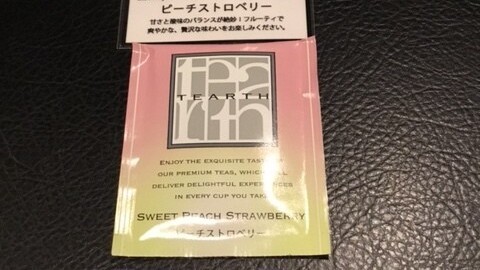 ピーチストロベリー
甘さと酸味のバランスが絶妙！フルーティで
爽やかな、贅沢な味わいをお楽しみください。
tea
TEARTH
rth
ENJOY THE EXQUISITE TASTE OF
OUR PREMIUM TEAS, WHICH WILL
DELIVER DELIGHTFUL EXPERIENCES
IN EVERY CUP YOU TAKE.
SWEET PEACH STRAWBERRY
ピーチストロベリー